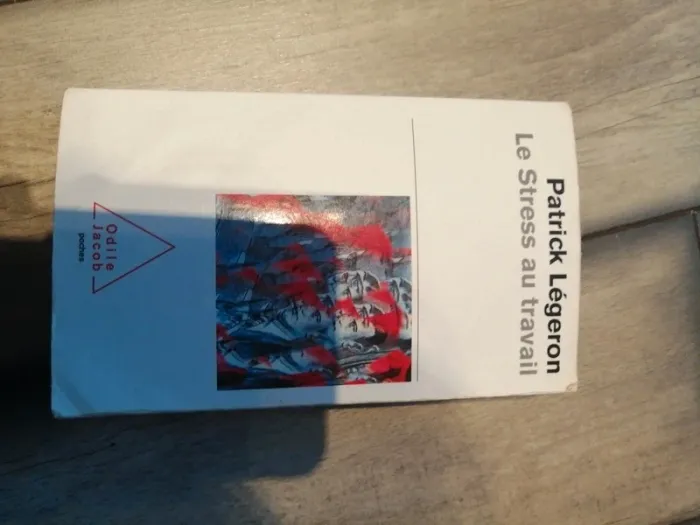 Patrick Légeron
Le Stress au travail
Odile
Jacob
poches